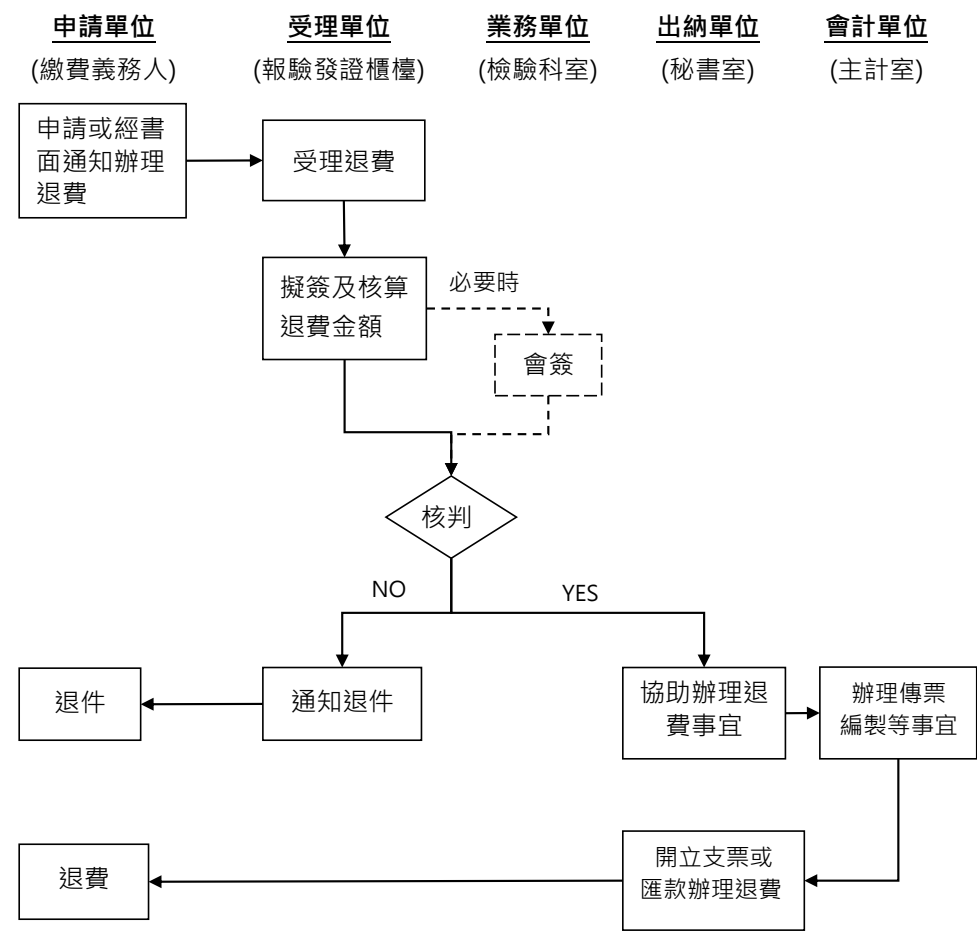 申請單位 受理單位 業務單位 出納單位 會計單位
(繳費義務人) (報驗發證櫃檯) (檢驗科室) (秘書室) (主計室)
申請或經書
面通知辦理
退費
受理退費
擬簽及核算
退費金額
必要時
會簽
核判
NO
YES
退件
通知退件
協助辦理退
費事宜
辦理傳票
編製等事宜
退費
開立支票或
匯款辦理退費